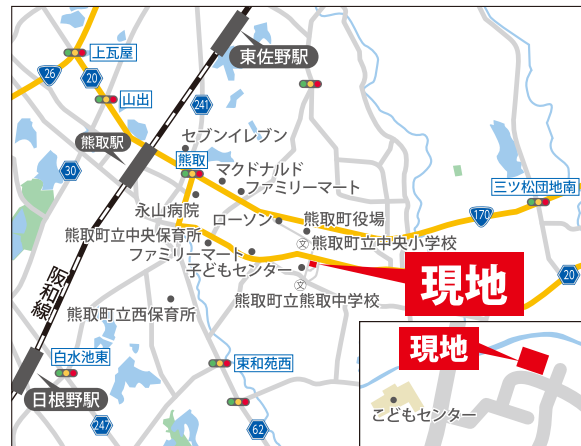 上瓦屋
東佐野駅
26
20
山出
241
セブンイレブン
熊取駅
熊取
マクドナルド
30
ファミリーマート
三ツ松団地南
永山病院
ローソン
熊取町役場
170
熊取町立中央保育所
文
熊取町立中央小学校
ファミリーマート
子どもセンター
20
文
現地
熊取町立熊取中学校
阪和線
熊取町立西保育所
白水池東
東和苑西
現地
日根野駅
こどもセンター
247
62